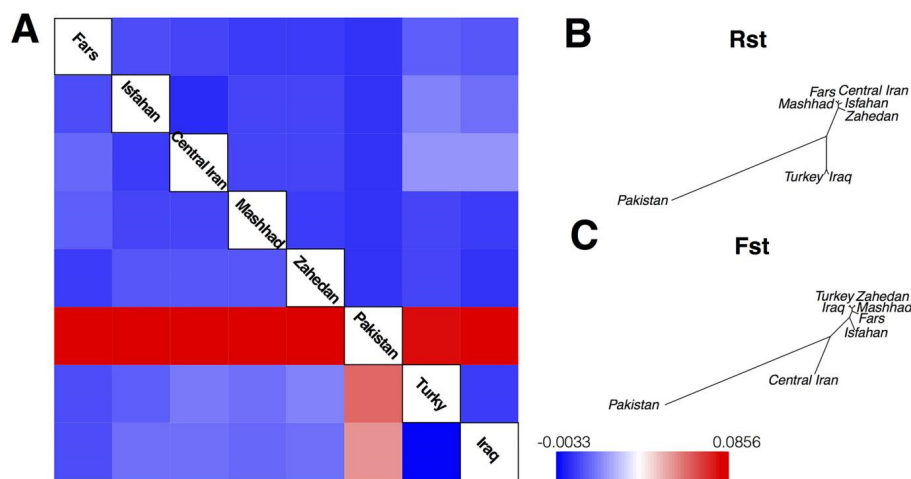 A
Fars
Isfahan
Central Iran
Mashhad
Zahedan
Pakistan
Turky
Iraq
B
Rst
Fars Central Iran
Mashhad Isfahan
Zahedan
Turkey Iraq
Pakistan
C
Fst
Turkey Zahedan
Iraq Mashhad
Fars
Isfahan
Central Iran
Pakistan
-0.0033 0.0856